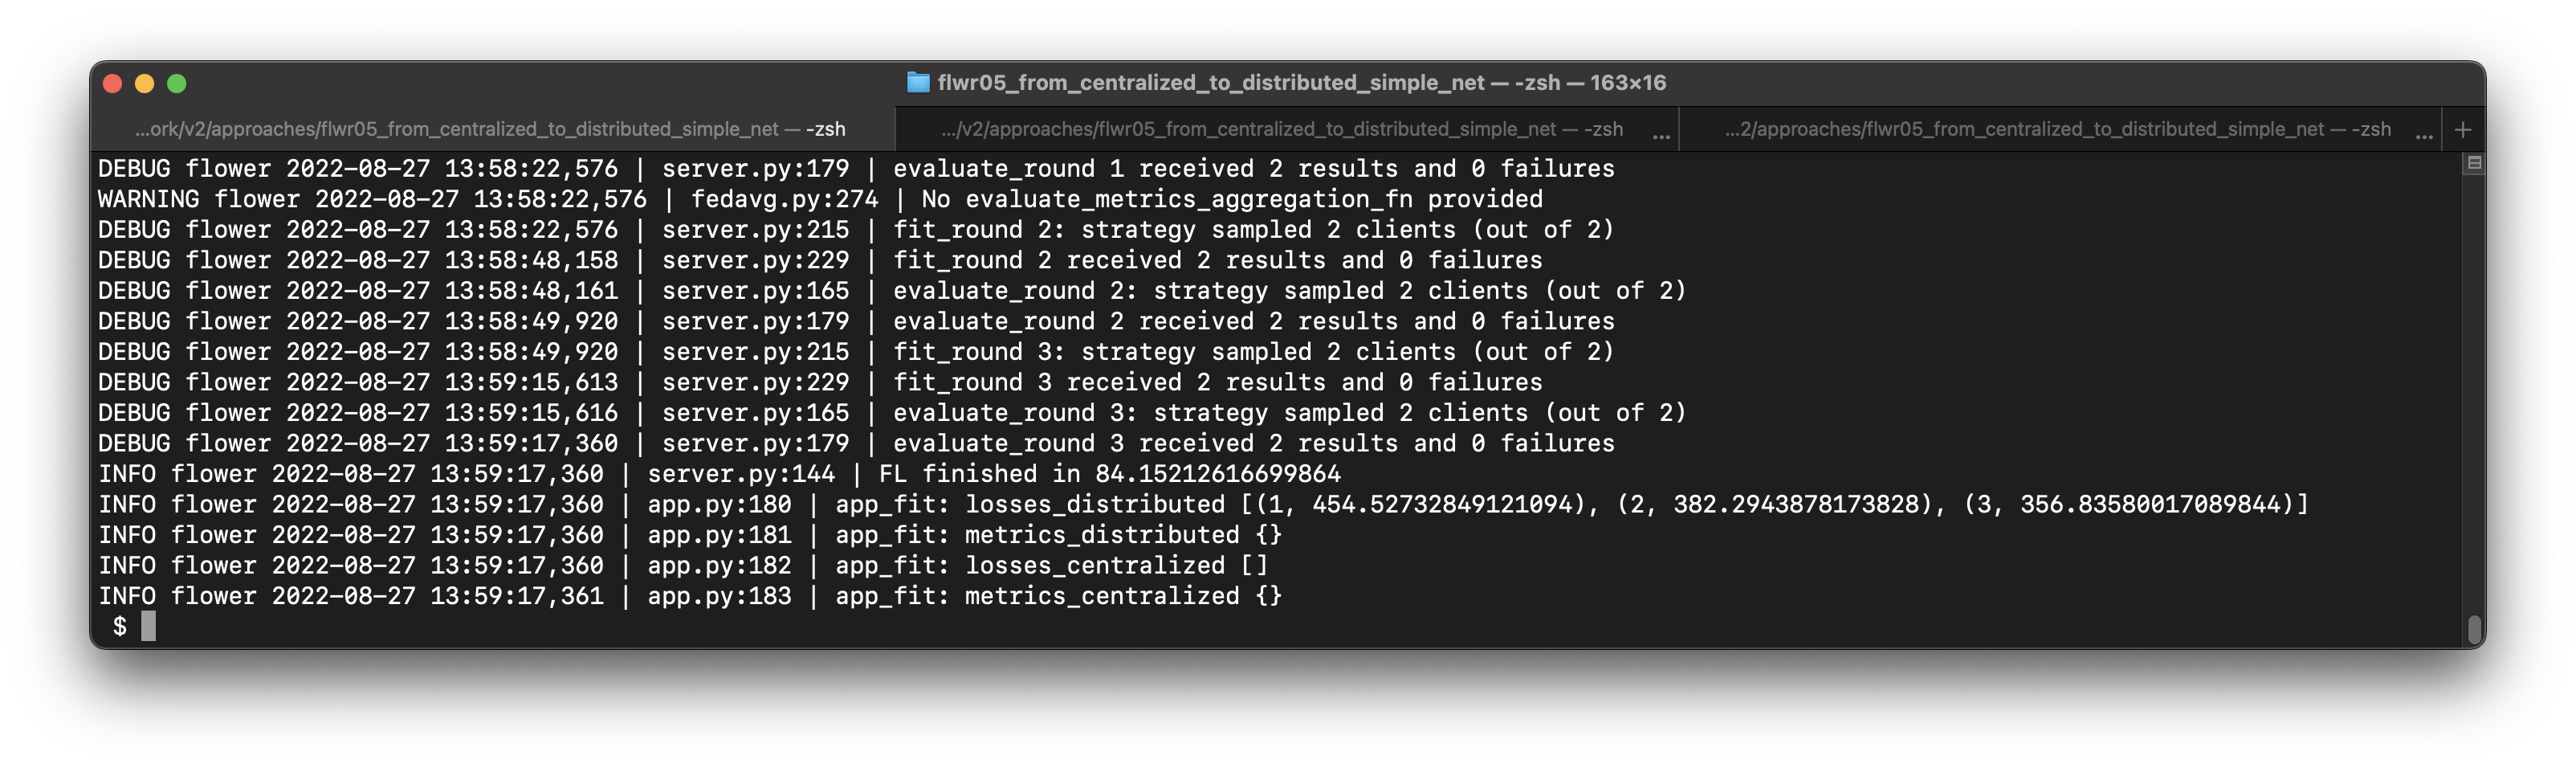 flwr05_from_centralized_to_distributed_simple_net — -zsh — 163×16
...ork/v2/approaches/flwr05_from_centralized_to_distributed_simple_net — -zsh
.../v2/approaches/flwr05_from_centralized_to_distributed_simple_net — -zsh ...
...2/approaches/flwr05_from_centralized_to_distributed_simple_net — -zsh ... +
DEBUG flower 2022-08-27 13:58:22,576 | server.py:179 | evaluate_round 1 received 2 results and 0 failures
WARNING flower 2022-08-27 13:58:22,576 | fedavg.py:274 | No evaluate_metrics_aggregation_fn provided
DEBUG flower 2022-08-27 13:58:22,576 | server.py:215 | fit_round 2: strategy sampled 2 clients (out of 2)
DEBUG flower 2022-08-27 13:58:48,158 | server.py:229 | fit_round 2 received 2 results and 0 failures
DEBUG flower 2022-08-27 13:58:48,161 | server.py:165 | evaluate_round 2: strategy sampled 2 clients (out of 2)
DEBUG flower 2022-08-27 13:58:49,920 | server.py:179 | evaluate_round 2 received 2 results and 0 failures
DEBUG flower 2022-08-27 13:58:49,920 | server.py:215 | fit_round 3: strategy sampled 2 clients (out of 2)
DEBUG flower 2022-08-27 13:59:15,613 | server.py:229 | fit_round 3 received 2 results and 0 failures
DEBUG flower 2022-08-27 13:59:15,616 | server.py:165 | evaluate_round 3: strategy sampled 2 clients (out of 2)
DEBUG flower 2022-08-27 13:59:17,360 | server.py:179 | evaluate_round 3 received 2 results and 0 failures
INFO flower 2022-08-27 13:59:17,360 | server.py:144 | FL finished in 84.15212616699864
INFO flower 2022-08-27 13:59:17,360 | app.py:180 | app_fit: losses_distributed [(1, 454.52732849121094), (2, 382.2943878173828), (3, 356.83580017089844)]
INFO flower 2022-08-27 13:59:17,360 | app.py:181 | app_fit: metrics_distributed {}
INFO flower 2022-08-27 13:59:17,360 | app.py:182 | app_fit: losses_centralized []
INFO flower 2022-08-27 13:59:17,361 | app.py:183 | app_fit: metrics_centralized {}
$